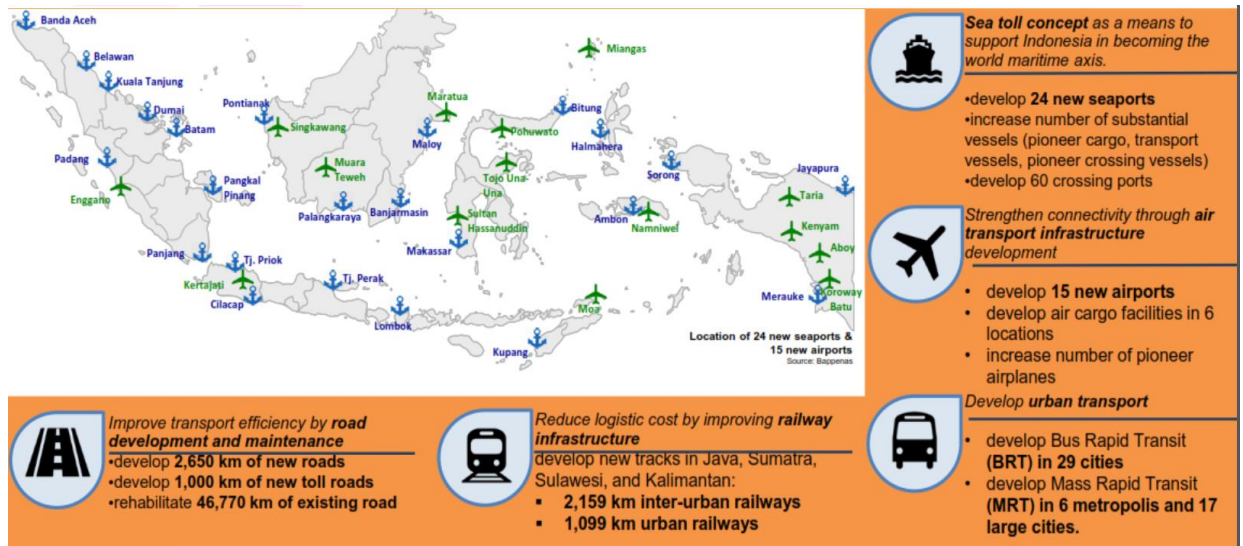 Banda Aceh
Belawan
Kuala Tanjung
Dumai
Batam
Padang
Enggano
Pangkal
Pinang
Panjang
Tj. Priok
Kertajati
Cilacap
Tj. Perak
Lombok
Kupang
Pontianak
Singkawang
Muara
Teweh
Palangkaraya
Banjarmasin
Maratua
Maloy
Miangas
Pohuwato
Bitung
Halmahera
Tojo Una-
Una
Sultan
Hassanuddin
Makassar
Moa
Ambon
Namniwel
Sorong
Jayapura
Taria
Kenyam
Aboy
Merauke
Koroway
Batu
Location of 24 new seaports &
15 new airports
Source: Bappenas
Sea toll concept as a means to
support Indonesia in becoming the
world maritime axis.
•develop 24 new seaports
•increase number of substantial
vessels (pioneer cargo, transport
vessels, pioneer crossing vessels)
•develop 60 crossing ports
Strengthen connectivity through air
transport infrastructure
development
• develop 15 new airports
• develop air cargo facilities in 6
locations
• increase number of pioneer
airplanes
Develop urban transport
• develop Bus Rapid Transit
(BRT) in 29 cities
• develop Mass Rapid Transit
(MRT) in 6 metropolis and 17
large cities.
Improve transport efficiency by road
development and maintenance
•develop 2,650 km of new roads
•develop 1,000 km of new toll roads
•rehabilitate 46,770 km of existing road
Reduce logistic cost by improving railway
infrastructure
develop new tracks in Java, Sumatra,
Sulawesi, and Kalimantan:
▪ 2,159 km inter-urban railways
▪ 1,099 km urban railways